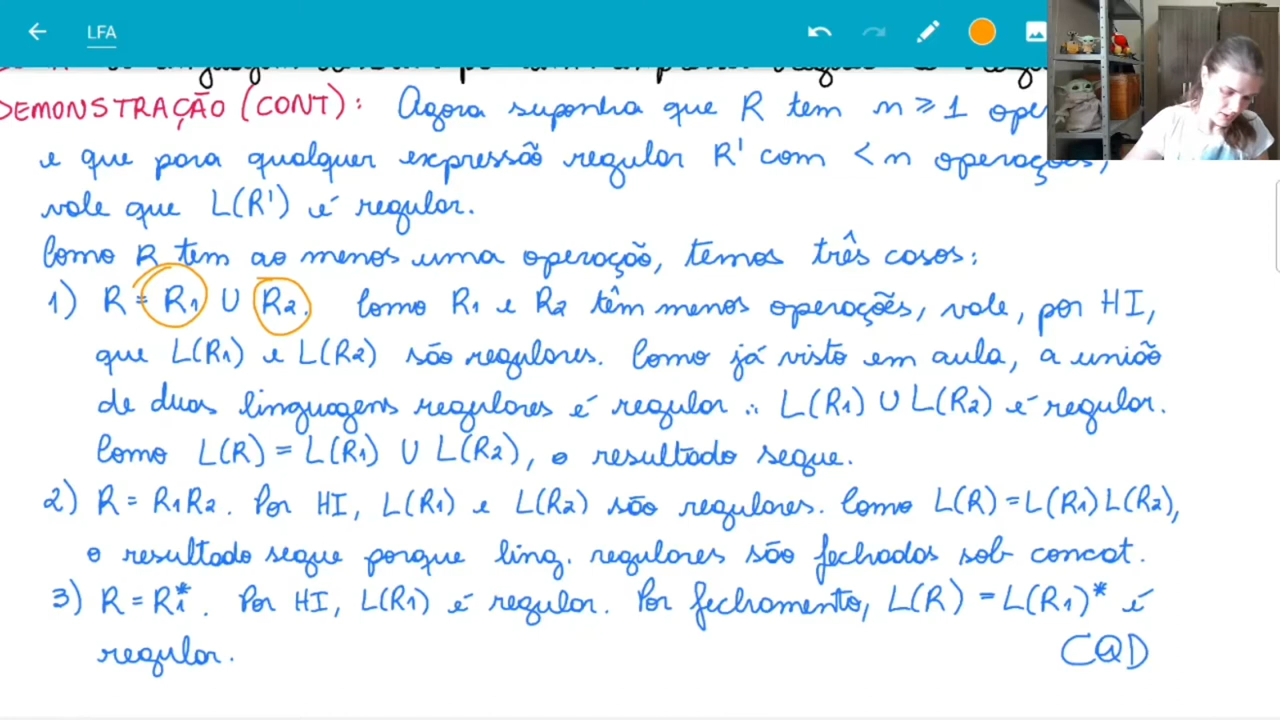 LFA
DEMONSTRAÇÃO (CONT): Agora suponha que R tem n ⩾ 1
e que para qualquer expressão regular R' com < n operações,
vale que L(R') é regular.
Como R tem ao menos uma operação, temos três casos:
1) R = R1 ∪ R2. Como R1 e R2 têm menos operações, vale, por HI,
que L(R1) e L(R2) são regulares. Como já visto em aula, a união
de duas linguagens regulares é regular ∴ L(R1) ∪ L(R2) é regular.
Como L(R) = L(R1) ∪ L(R2), o resultado segue.
2) R = R1R2. Por HI, L(R1) e L(R2) são regulares. Como L(R) = L(R1)L(R2),
o resultado segue porque ling. regulares são fechadas sob concat.
3) R = R1*. Por HI, L(R1) é regular. Por fechamento, L(R) = L(R1)* é
regular. CQD